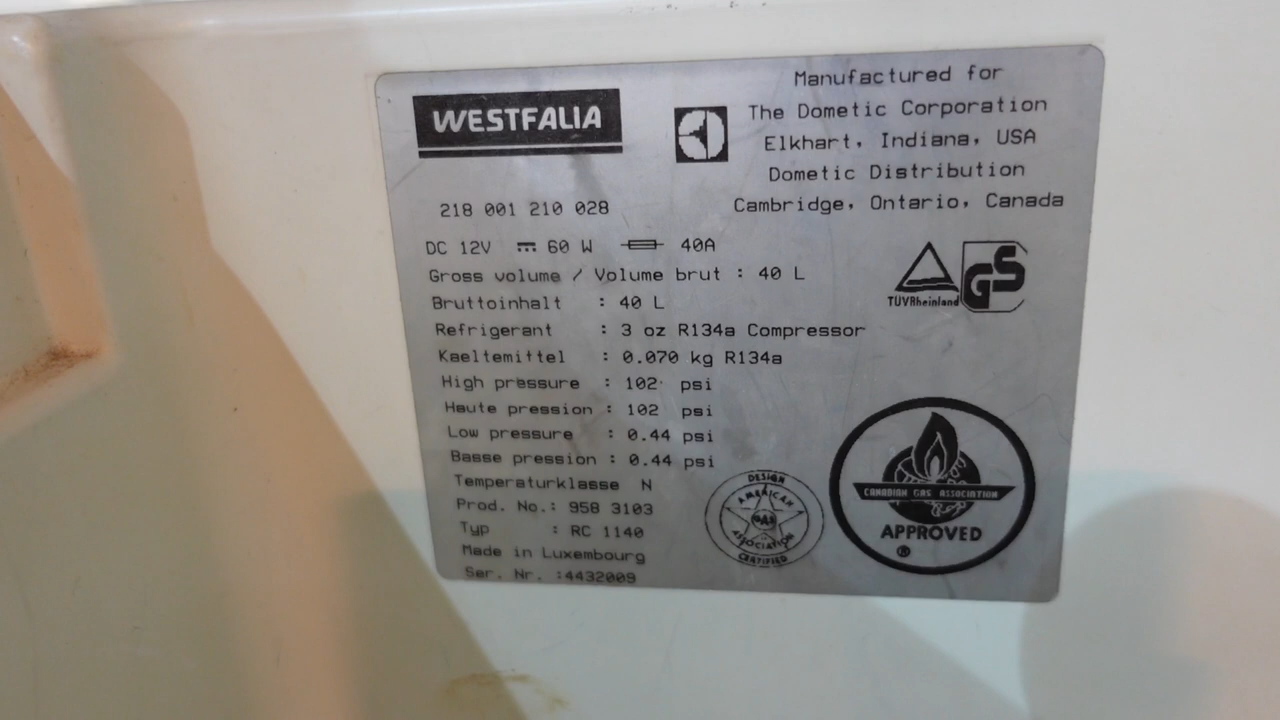 WESTFALIA
Manufactured for
The Dometic Corporation
Elkhart, Indiana, USA
Dometic Distribution
Cambridge, Ontario, Canada
218 001 210 028
DC 12V 60 W 40A
Gross volume / Volume brut : 40 L
Bruttoinhalt : 40 L
Refrigerant : 3 oz R134a Compressor
Kaeltemittel : 0.070 kg R134a
High pressure : 102 psi
Haute pression : 102 psi
Low pressure : 0.44 psi
Basse pression : 0.44 psi
Temperaturklasse N
Prod. No.: 958 3103
Typ : RC 1140
Made in Luxembourg
Ser. Nr. :4432009
TÜVRheinland
GS
DESIGN
AMERICAN
GAS
ASSOCIATION
CERTIFIED
CANADIAN GAS ASSOCIATION
APPROVED
®